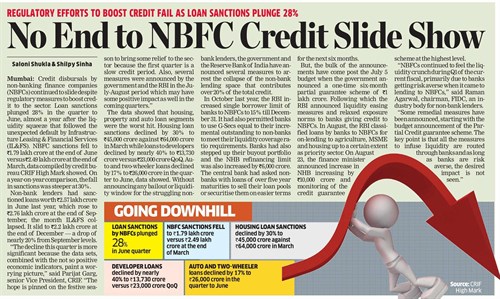 REGULATORY EFFORTS TO BOOST CREDIT FAIL AS LOAN SANCTIONS PLUNGE 28%
No End to NBFC Credit Slide Show
Saloni Shukla & Shilpy Sinha
Mumbai: Credit disbursals by
non-banking finance companies
(NBFCs) continued to slide despite
regulatory measures to boost credit
to the sector. Loan sanctions
plunged 28% in the quarter to
June, almost a year after the
liquidity squeeze that began with
the reported default by Infrastructure
Leasing & Financial Services
(IL&FS). NBFC sanctions fell to
₹1.79 lakh crore at the end of June
versus ₹2.49 lakh crore at the end of
March, data compiled by credit bureau
CRIF High Mark showed. On
a year-on-year comparison, the fall
in sanctions was steeper at 30%.
Non-bank lenders had sanctioned
loans worth ₹2.57 lakh crore
in June last year, which rose to
₹2.76 lakh crore at the end of September,
the month IL&FS collapsed.
It slid to ₹2.2 lakh crore at
the end of December — a drop of
nearly 20% from September levels.
"The decline this quarter is more
significant because the data sets,
combined with the not so positive
economic indicators, paint a worrying
picture," said Parijat Garg,
senior Vice President, CRIF. "The
hope is pinned on the festive season
to bring some relief to the sector
because the first quarter is a
slow credit period. Also, several
measures were announced by the
government and the RBI in the July-August
period which may have
some positive impact as well in the
coming quarters."
The data showed that housing,
property and auto loan segments
were most affected. Housing loan
sanctions declined by 30% to
₹45,000 crore against ₹64,000 crore
in March while loans to developers
declined by nearly 40% to ₹13,730
crore versus ₹23,000 crore QoQ. Auto
and two-wheeler loans declined
by 17% to ₹26,000 crore in the quarter
to June, data showed. Without
announcing any bailout or liquidity
window for the struggling non-bank
lenders, the government and
the Reserve Bank of India have announced
several measures to arrest
the collapse of the non-bank
lending space that contributes
over 20% of the total credit.
In October last year, the RBI increased
single borrower limit of
banks to NBFCs to 15% till December
31. It had also permitted banks
to use G-Secs equal to their incremental
outstanding to non-banks
to meet their liquidity coverage ratio
requirements. Banks had also
stepped up their buyout portfolio
and the NHB refinancing limit
was also increased by ₹6,000 crore.
The central bank had asked non-banks
with loans of over five year
maturities to sell their loan pools
or securitise them on easier terms
for the next six months.
But, the bulk of the announcements
have come post the July 5
budget when the government announced
a one-time six-month
partial guarantee scheme of ₹1
lakh crore. Following which the
RBI announced liquidity easing
measures and relaxed exposure
norms to banks giving credit to
NBFCs. In August, the RBI classified
loans by banks to NBFCs for
on-lending to agriculture, MSME
and housing up to a certain extent
as priority sector. On August
23, the finance minister
announced increase in
NHB increasing by
₹10,000 crore and
monitoring of the
credit guarantee
scheme at the highest level.
"NBFCs continued to feel the liquidity
crunch during Q1 of the current
fiscal, primarily due to banks
getting risk averse when it came to
lending to NBFCs," said Raman
Agarwal, chairman, FIDC, an industry
body for non-bank lenders.
"Some remedial measures have
been announced, starting with the
budget announcement of the Partial
Credit Guarantee scheme. The
key point is that all the measures
to infuse liquidity are routed
through banks and as long
as banks are risk
averse, the desired
impact is not
seen."
GOING DOWNHILL
LOAN SANCTIONS
by NBFCs plunged
28%
in June quarter
NBFC SANCTIONS FELL
to ₹1.79 lakh crore
versus ₹2.49 lakh
crore at the end
of March
HOUSING LOAN SANCTIONS
declined by 30% to
₹45,000 crore against
₹64,000 crore in March
DEVELOPER LOANS
declined by nearly
40% to ₹13,730 crore
versus ₹23,000 crore QoQ
AUTO AND TWO-WHEELER
loans declined by 17% to
₹26,000 crore in the
quarter to June
Source: CRIF
High Mark